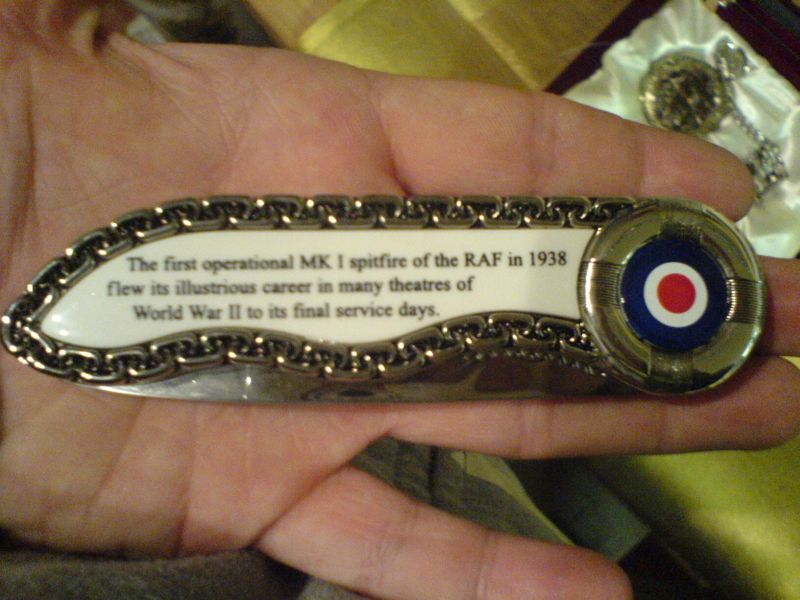 The first operational MK I spitfire of the RAF in 1938
flew its illustrious career in many theatres of
World War II to its final service days.